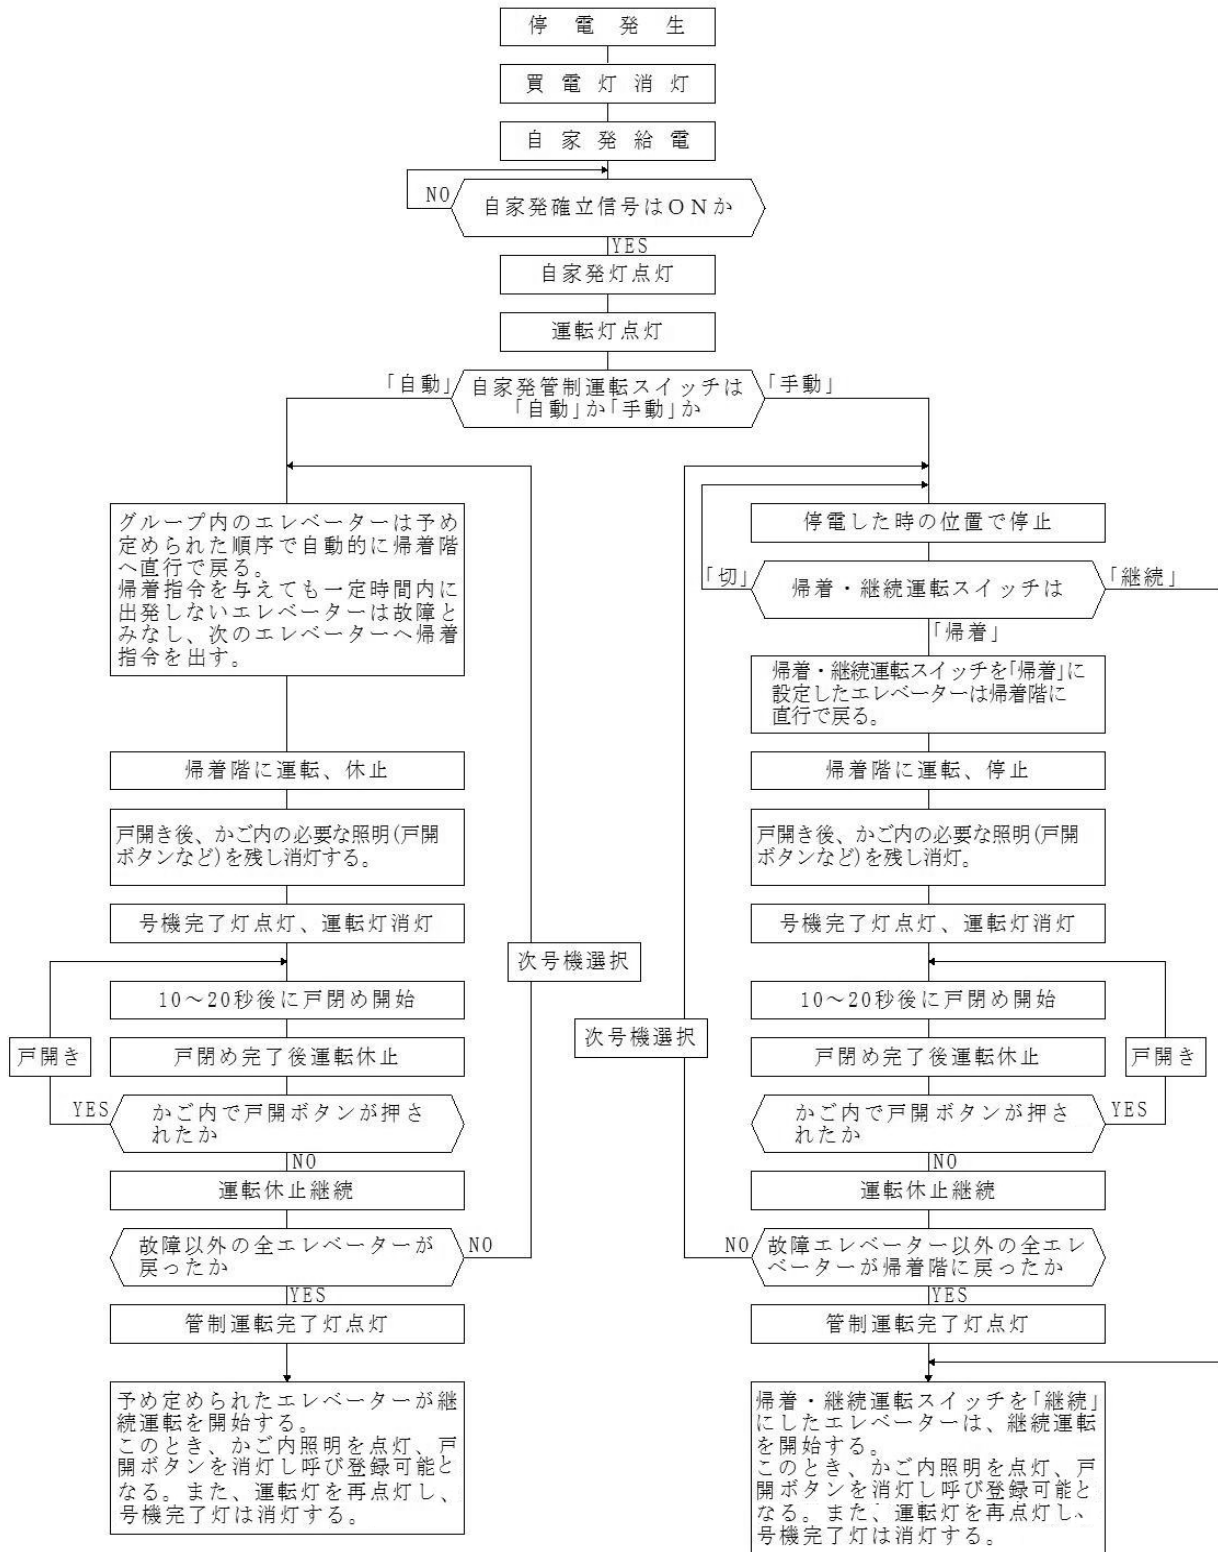 停電発生
買電灯消灯
自家発給電
NO
自家発確立信号はONか
YES
自家発灯点灯
運転灯点灯
「自動」
自家発管制運転スイッチは
「自動」か「手動」か
「手動」
グループ内のエレベーターは予め
定められた順序で自動的に帰着階
へ直行で戻る。
帰着指令を与えても一定時間内に
出発しないエレベーターは故障と
みなし、次のエレベーターへ帰着
指令を出す。
帰着階に運転、休止
戸開き後、かご内の必要な照明(戸開
ボタンなど)を残し消灯する。
号機完了灯点灯、運転灯消灯
次号機選択
10～20秒後に戸閉め開始
戸開き
戸閉め完了後運転休止
YES
かご内で戸開ボタンが押さ
れたか
NO
運転休止継続
故障以外の全エレベーターが
戻ったか
NO
YES
管制運転完了灯点灯
予め定められたエレベーターが継
続運転を開始する。
このとき、かご内照明を点灯、戸
開ボタンを消灯し呼び登録可能と
なる。また、運転灯を再点灯し、
号機完了灯は消灯する。
停電した時の位置で停止
「切」
帰着・継続運転スイッチは
「継続」
「帰着」
帰着・継続運転スイッチを「帰着」に
設定したエレベーターは帰着階に
直行で戻る。
帰着階に運転、停止
戸開き後、かご内の必要な照明(戸開
ボタンなど)を残し消灯。
号機完了灯点灯、運転灯消灯
10～20秒後に戸閉め開始
次号機選択
戸閉め完了後運転休止
戸開き
かご内で戸開ボタンが押さ
れたか
YES
NO
運転休止継続
NO
故障エレベーター以外の全エレ
ベーターが帰着階に戻ったか
YES
管制運転完了灯点灯
帰着・継続運転スイッチを「継続」
にしたエレベーターは、継続運転
を開始する。
このとき、かご内照明を点灯、戸
開ボタンを消灯し呼び登録可能と
なる。また、運転灯を再点灯し、
号機完了灯は消灯する。